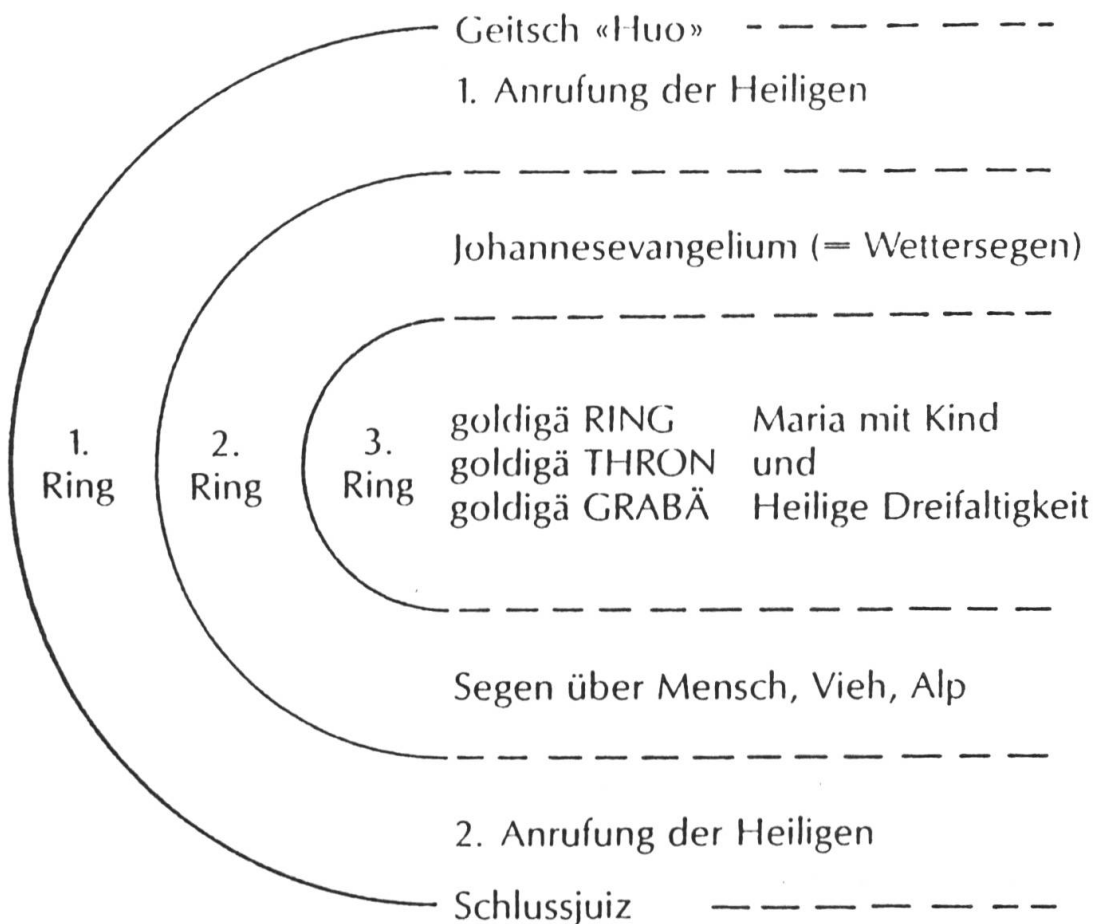 Geitsch «Huo»
1. Anrufung der Heiligen
Johannesevangelium (= Wettersegen)
1. Ring
2. Ring
3. Ring
goldigä RING Maria mit Kind
goldigä THRON und
goldigä GRABÄ Heilige Dreifaltigkeit
Segen über Mensch, Vieh, Alp
2. Anrufung der Heiligen
Schlussjuiz